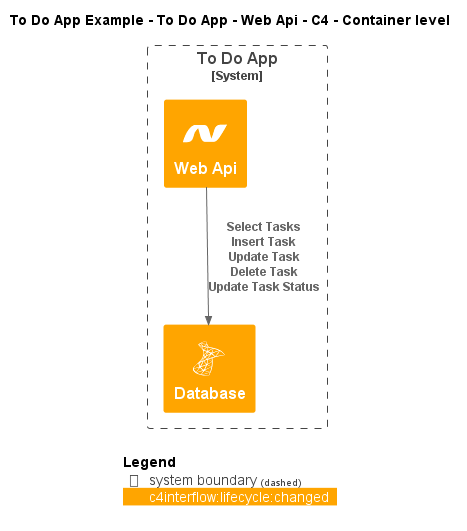 To Do App Example - To Do App - Web Api - C4 - Container level
To Do App
[System]
Web Api
Select Tasks
Insert Task
Update Task
Delete Task
Update Task Status
Database
Legend
system boundary (dashed)
c4interflow:lifecycle:changed